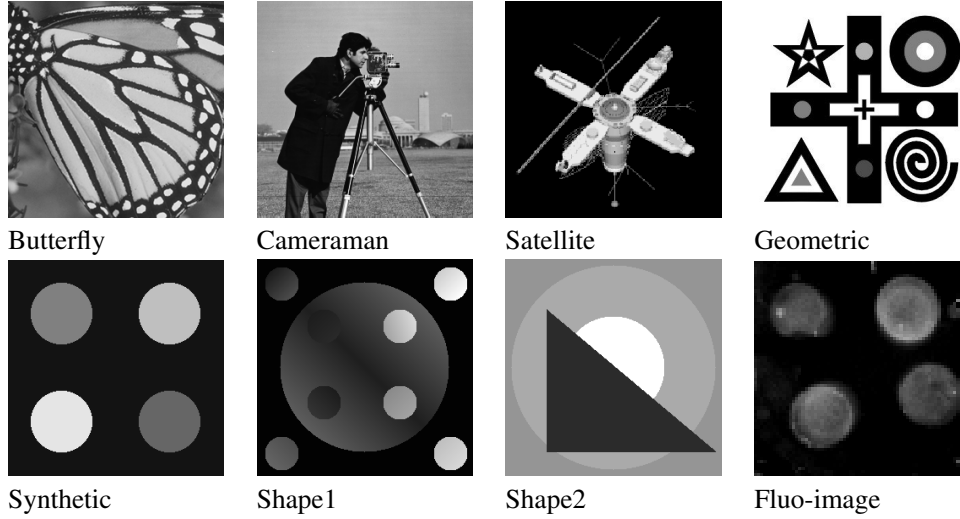 Butterfly
Cameraman
Satellite
Geometric
Synthetic
Shape1
Shape2
Fluo-image